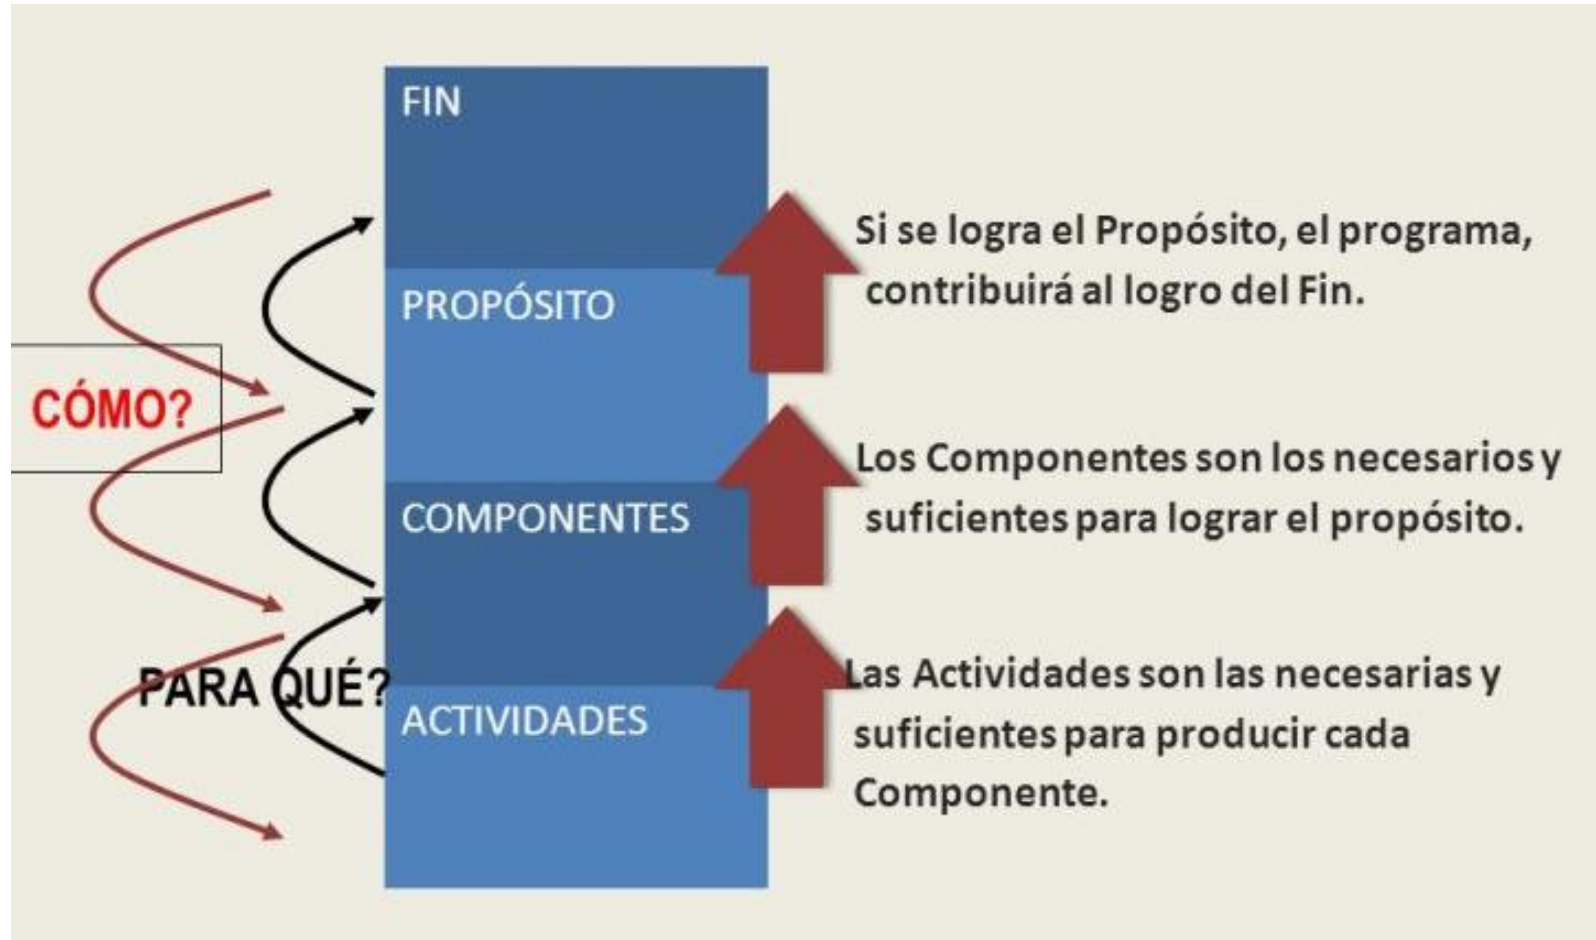 FIN
Si se logra el Propósito, el programa,
contribuirá al logro del Fin.
PROPÓSITO
CÓMO?
Los Componentes son los necesarios y
suficientes para lograr el propósito.
COMPONENTES
PARA QUÉ?
Las Actividades son las necesarias y
suficientes para producir cada
Componente.
ACTIVIDADES